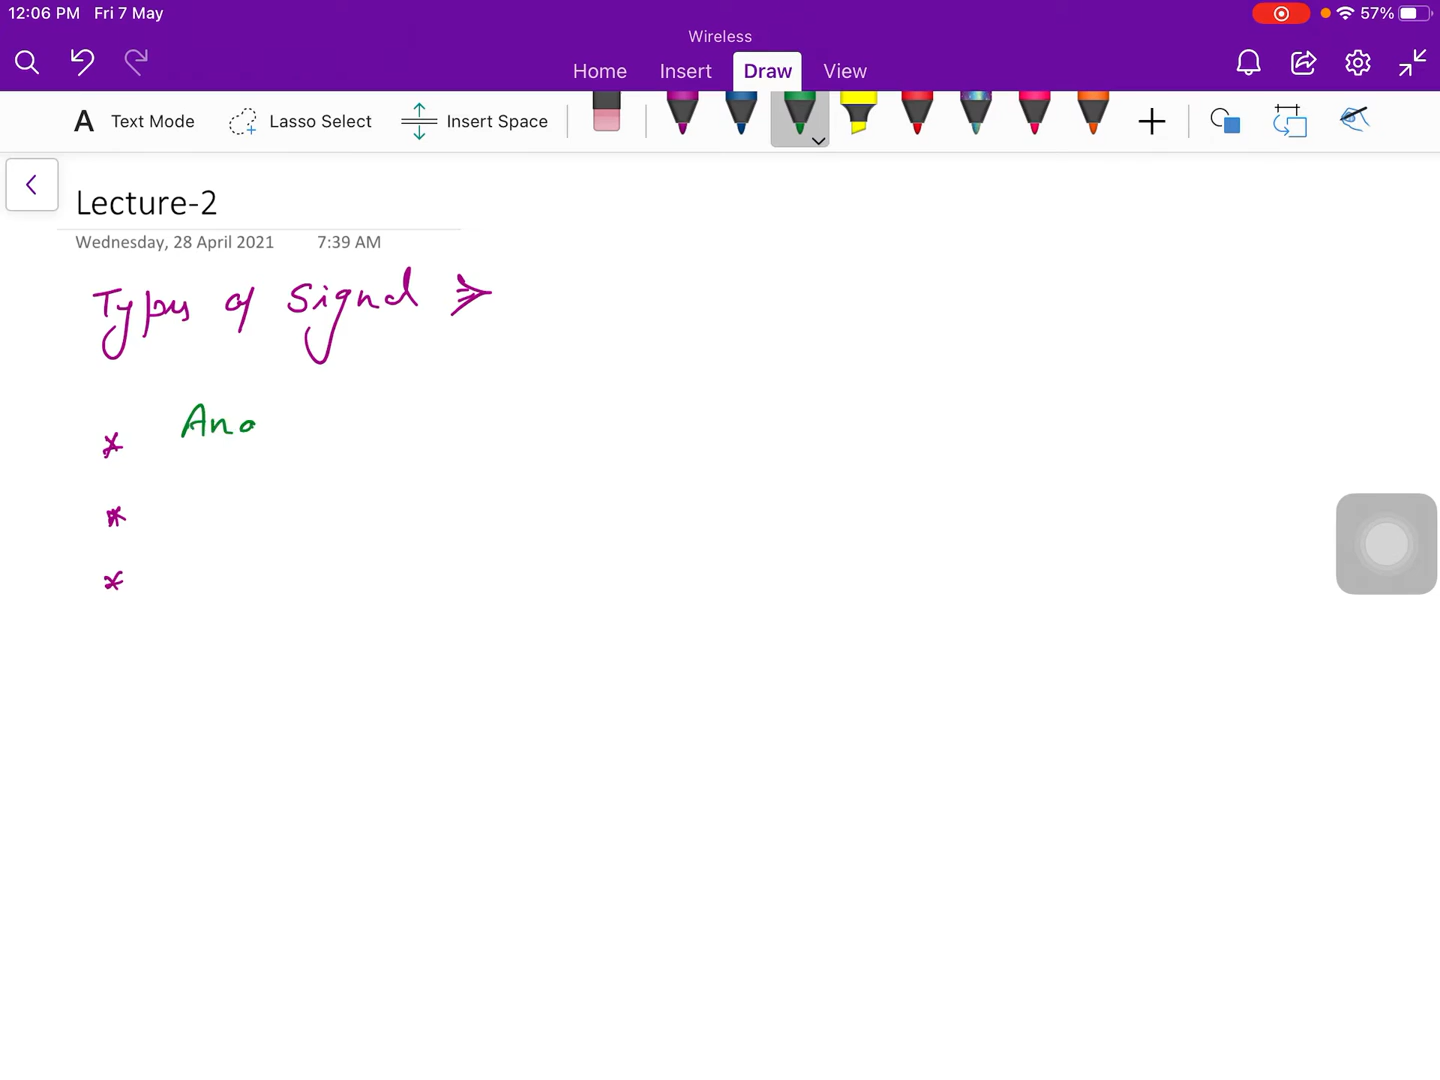 12:06 PM Fri 7 May 57%
Wireless
Home Insert Draw View
A Text Mode Lasso Select Insert Space
Lecture-2
Wednesday, 28 April 2021 7:39 AM
Types of Signal ⇒
* Ana
*
*